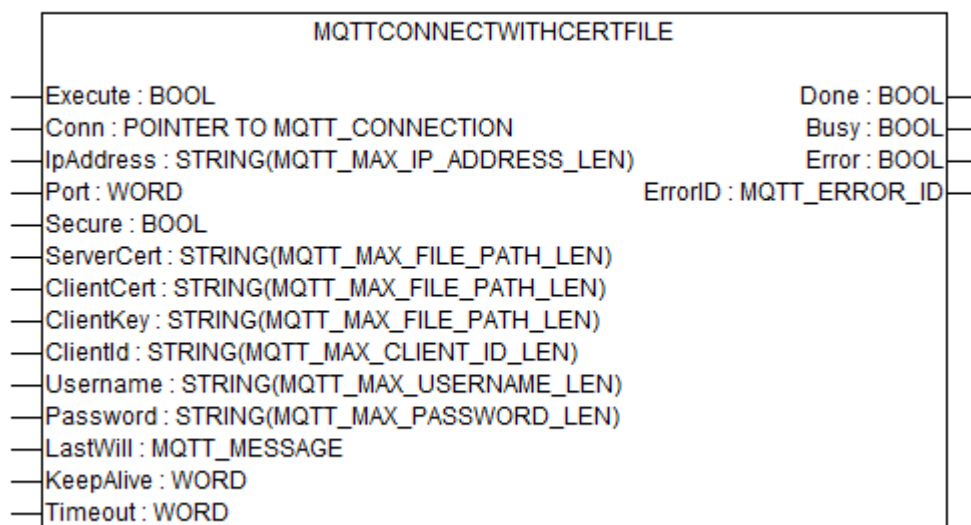 MQTTCONNECTWITHCERTFILE
Execute : BOOL Done : BOOL
Conn : POINTER TO MQTT_CONNECTION Busy : BOOL
IpAddress : STRING(MQTT_MAX_IP_ADDRESS_LEN) Error : BOOL
Port : WORD ErrorID : MQTT_ERROR_ID
Secure : BOOL
ServerCert : STRING(MQTT_MAX_FILE_PATH_LEN)
ClientCert : STRING(MQTT_MAX_FILE_PATH_LEN)
ClientKey : STRING(MQTT_MAX_FILE_PATH_LEN)
ClientId : STRING(MQTT_MAX_CLIENT_ID_LEN)
Username : STRING(MQTT_MAX_USERNAME_LEN)
Password : STRING(MQTT_MAX_PASSWORD_LEN)
LastWill : MQTT_MESSAGE
KeepAlive : WORD
Timeout : WORD